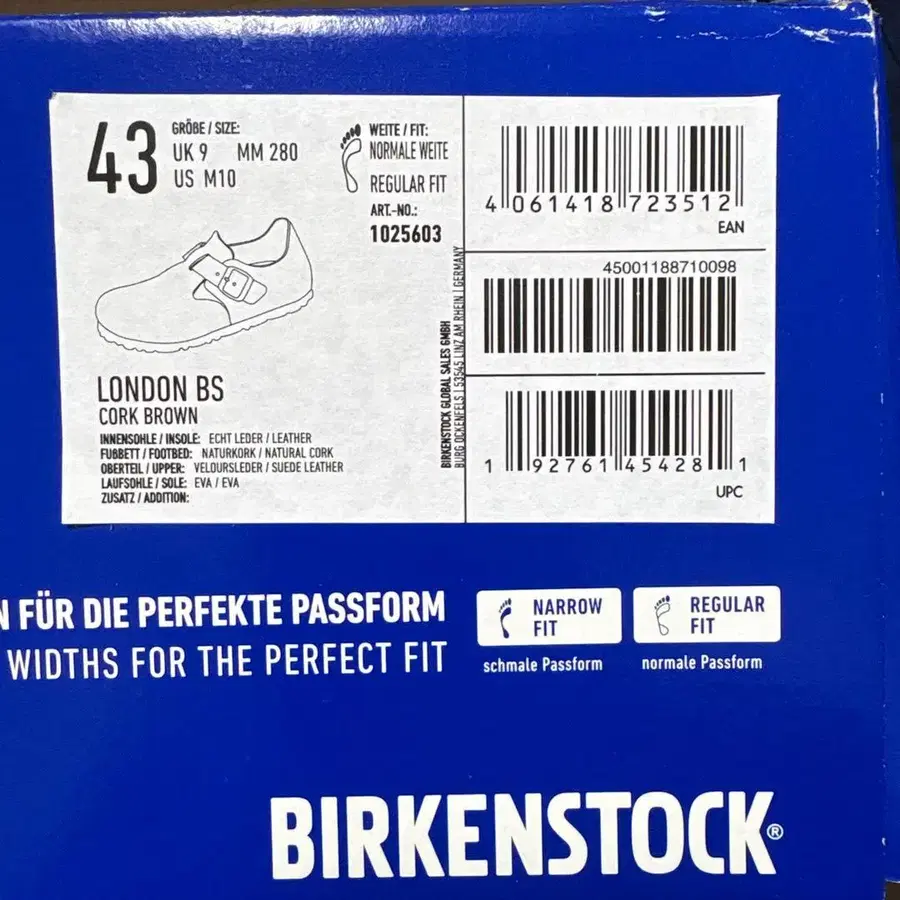 43
GRÖBE / SIZE:
UK 9 MM 280
US M10
WEITE / FIT:
NORMALE WEITE
REGULAR FIT
ART.-NO.:
1025603
LONDON BS
CORK BROWN
INNENSOHLE / INSOLE: ECHT LEDER / LEATHER
FUßBETT / FOOTBED: NATURKORK / NATURAL CORK
OBERTEIL / UPPER: VELOURSLEDER / SUEDE LEATHER
LAUFSOHLE / SOLE: EVA / EVA
ZUSATZ / ADDITION:
BIRKENSTOCK GLOBAL SALES GMBH
BURG OCKENFELS | 53545 LINZ AM RHEIN | GERMANY
4 061418 723512
EAN
45001188710098
1 92761 45428 1
UPC
N FÜR DIE PERFEKTE PASSFORM
WIDTHS FOR THE PERFECT FIT
NARROW
FIT
schmale Passform
REGULAR
FIT
normale Passform
BIRKENSTOCK®